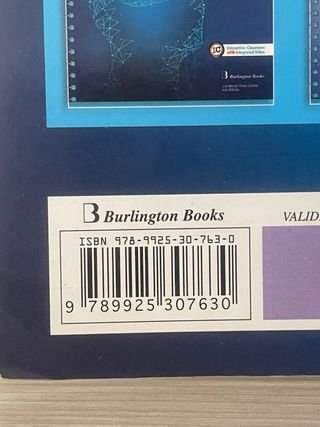 iC Interactive Classroom
with Integrated Video
B Burlington Books
B Burlington Books
VALID
ISBN 978-9925-30-763-0
9 789925 307630